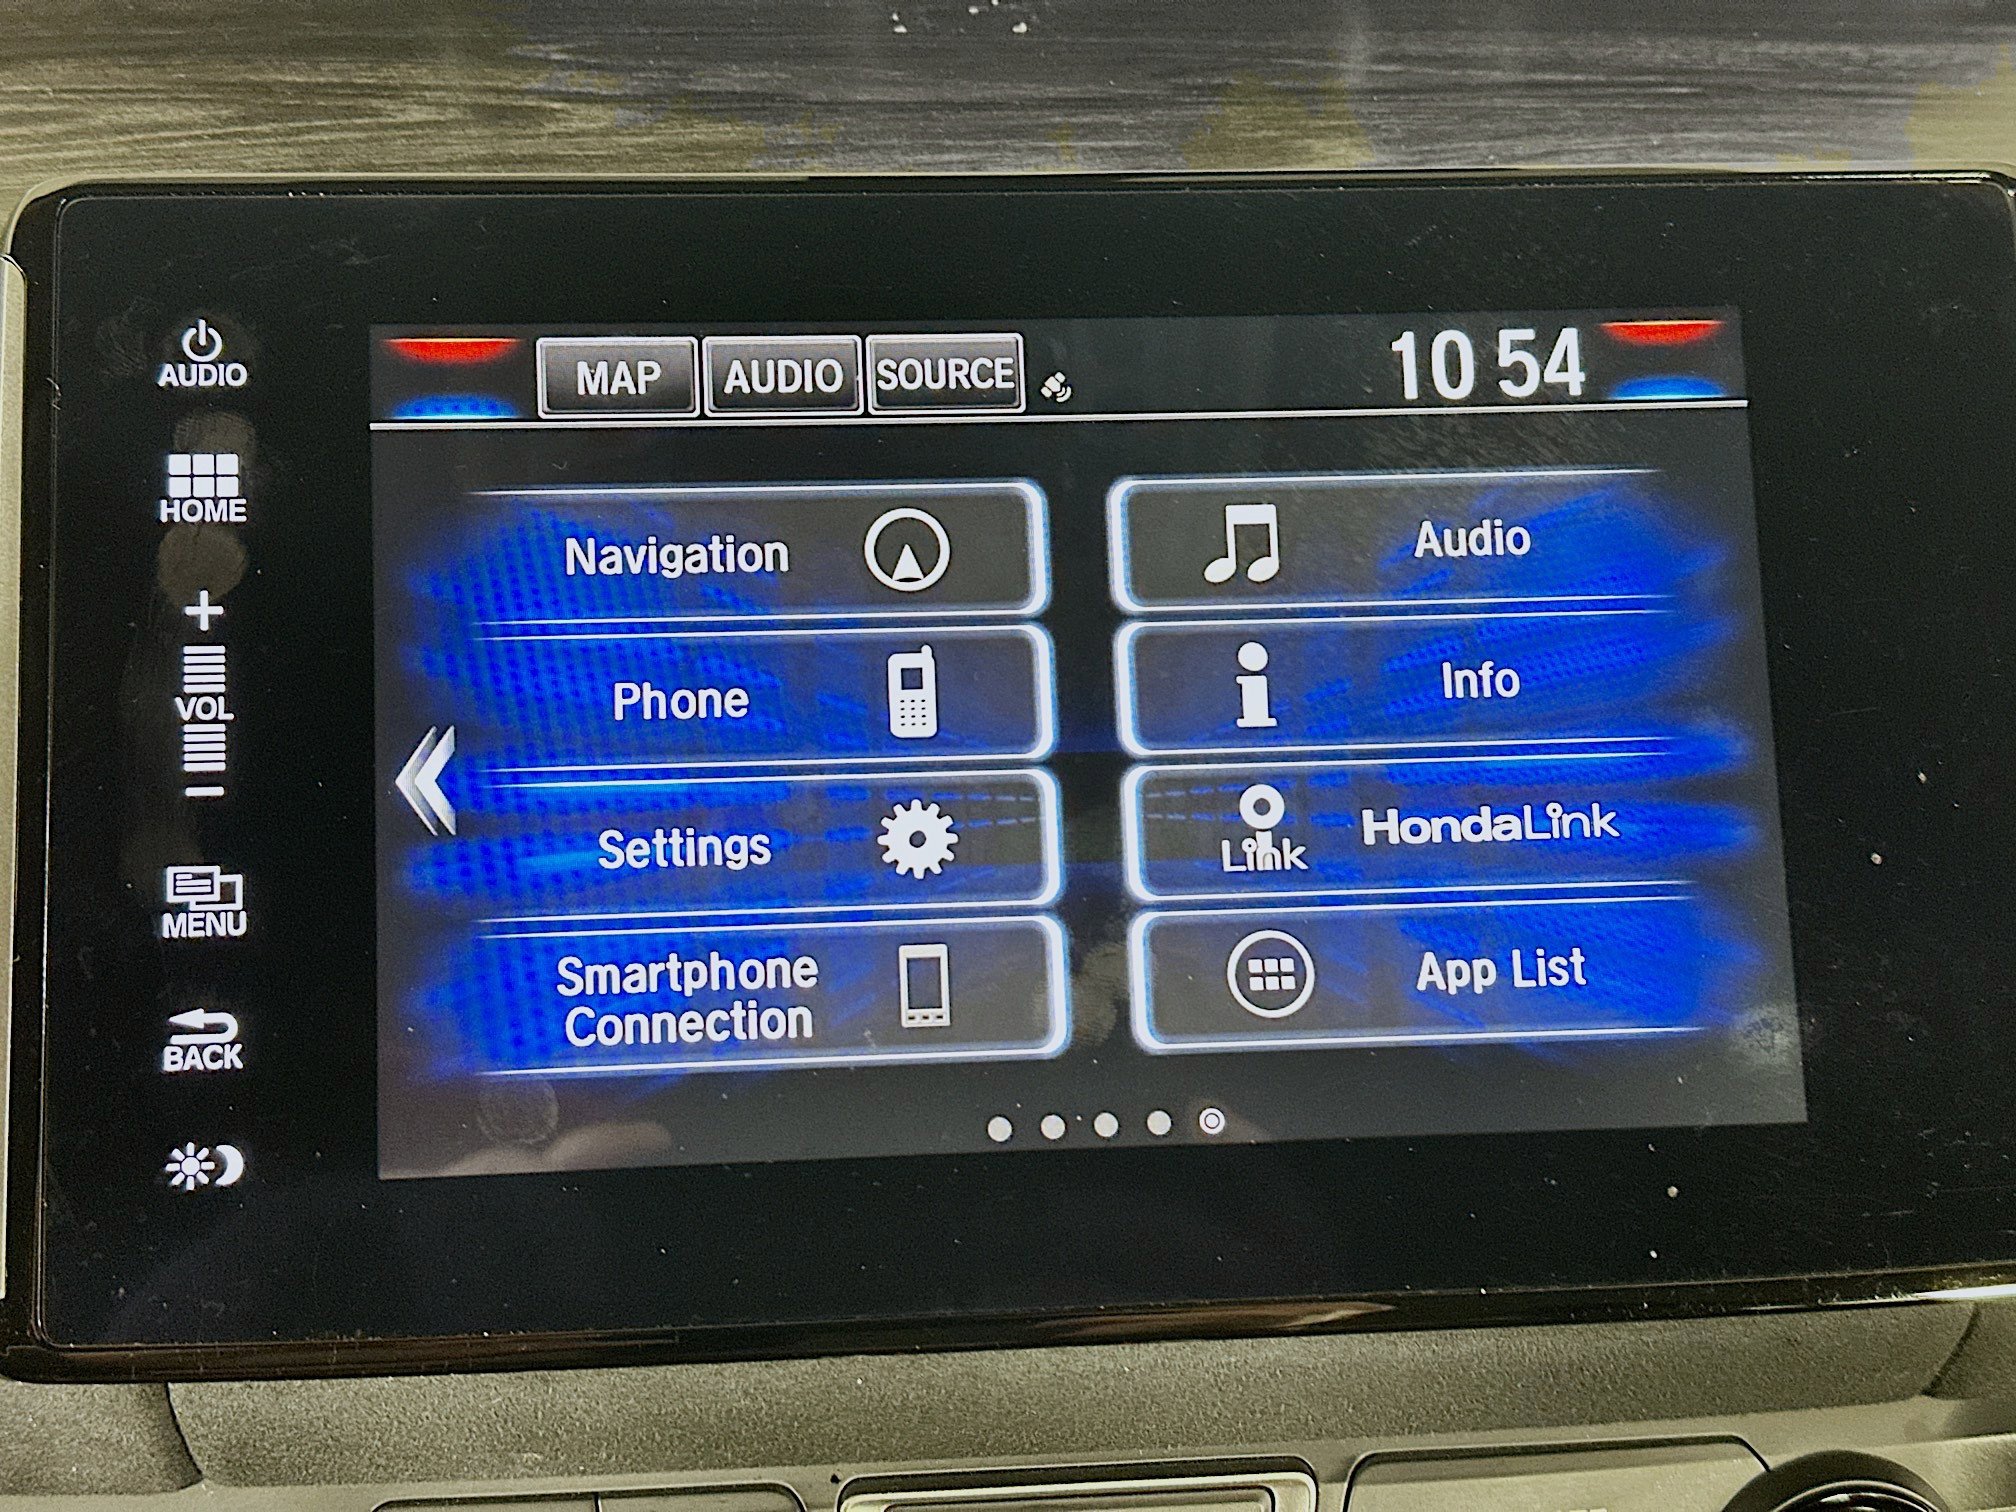 AUDIO
HOME
+
VOL
−
MENU
BACK
MAP AUDIO SOURCE 10 54
Navigation
Audio
Phone
Info
Settings
Link HondaLink
Smartphone
Connection
App List